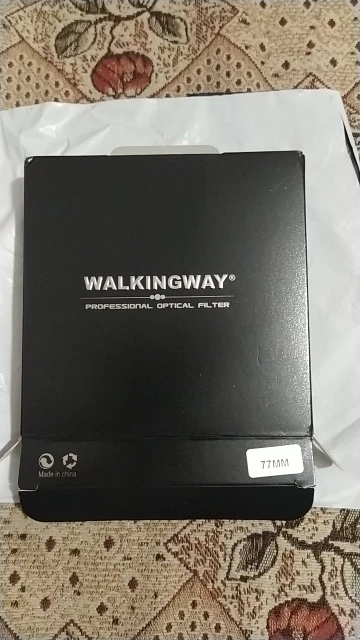 WALKINGWAY®
PROFESSIONAL OPTICAL FILTER
77MM
Made in china